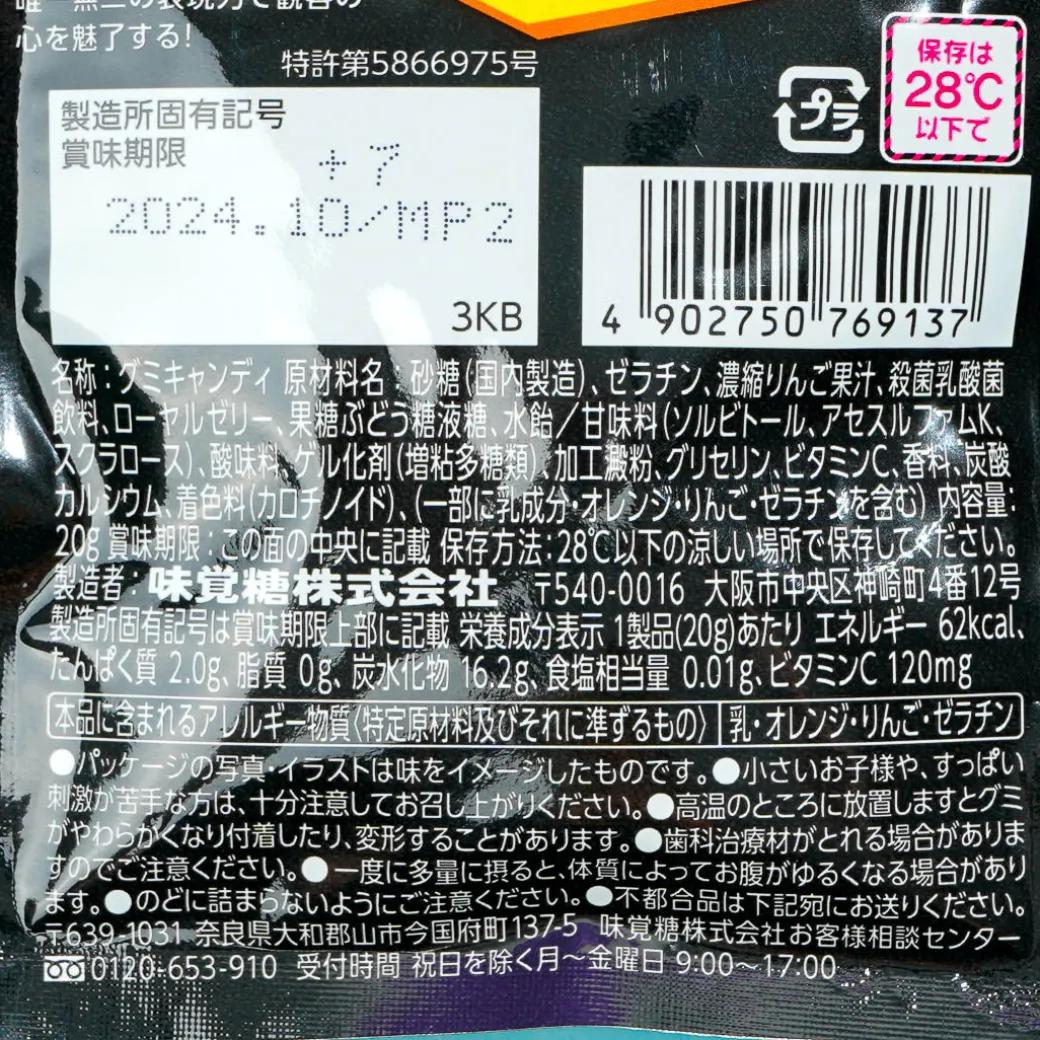 心を魅了する!
特許第5866975号
保存は
28℃
以下で
プラ
製造所固有記号
賞味期限
+7
2024.10/MP2
3KB
4 902750 769137
名称:グミキャンディ 原材料名 砂糖(国内製造)、ゼラチン、濃縮りんご果汁、殺菌乳酸菌
飲料、ローヤルゼリー、果糖ぶどう糖液糖、水飴/甘味料(ソルビトール、アセスルファムK、
スクラロース)、酸味料、ゲル化剤(増粘多糖類)、加工澱粉、グリセリン、ビタミンC、香料、炭酸
カルシウム、着色料(カロチノイド)、(一部に乳成分・オレンジ・りんご・ゼラチンを含む) 内容量:
20g 賞味期限:この面の中央に記載 保存方法:28℃以下の涼しい場所で保存してください。
製造者:味覚糖株式会社 〒540-0016 大阪市中央区神崎町4番12号
製造所固有記号は賞味期限上部に記載 栄養成分表示 1製品(20g)あたり エネルギー 62kcal、
たんぱく質 2.0g、脂質 0g、炭水化物 16.2g、食塩相当量 0.01g、ビタミンC 120mg
本品に含まれるアレルギー物質〈特定原材料及びそれに準ずるもの〉 乳・オレンジ・りんご・ゼラチン
●パッケージの写真・イラストは味をイメージしたものです。●小さいお子様や、すっぱい
刺激が苦手な方は、十分注意してお召し上がりください。●高温のところに放置しますとグミ
がやわらかくなり付着したり、変形することがあります。●歯科治療材がとれる場合がありま
すのでご注意ください。●一度に多量に摂ると、体質によってお腹がゆるくなる場合があり
ます。●のどに詰まらないようにご注意ください。●不都合品は下記宛にお送りください。
〒639-1031 奈良県大和郡山市今国府町137-5 味覚糖株式会社お客様相談センター
0120-653-910 受付時間 祝日を除く月～金曜日 9:00～17:00